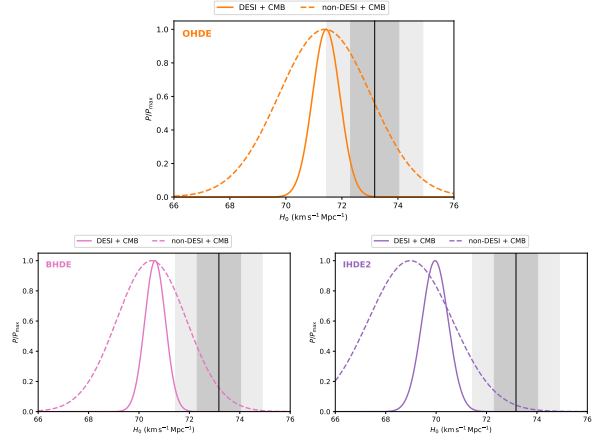 DESI + CMB non-DESI + CMB
OHDE
1.0
0.8
0.6
0.4
0.2
0.0
P/Pmax
66 68 70 72 74 76
H₀ (km s⁻¹ Mpc⁻¹)
DESI + CMB non-DESI + CMB
BHDE
1.0
0.8
0.6
0.4
0.2
0.0
P/Pmax
66 68 70 72 74 76
H₀ (km s⁻¹ Mpc⁻¹)
DESI + CMB non-DESI + CMB
IHDE2
1.0
0.8
0.6
0.4
0.2
0.0
P/Pmax
66 68 70 72 74 76
H₀ (km s⁻¹ Mpc⁻¹)